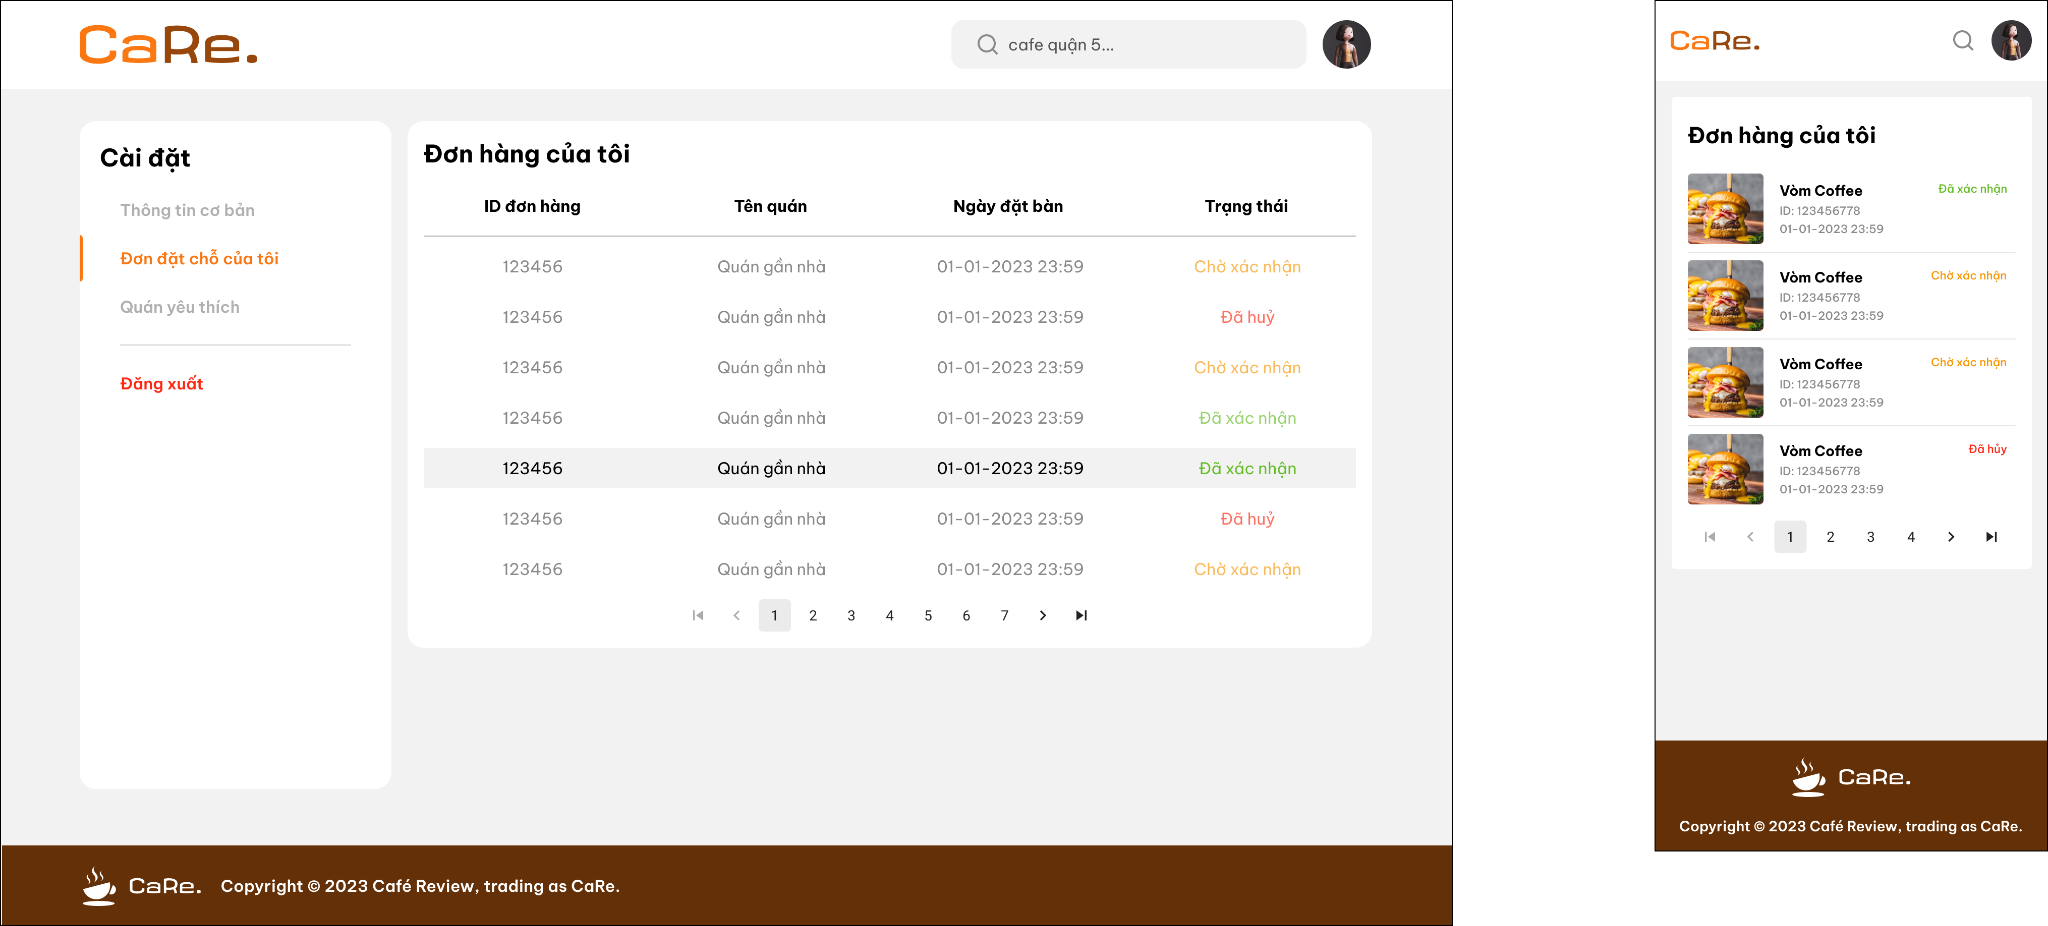 CaRe.
cafe quận 5...
Cài đặt
Thông tin cơ bản
Đơn đặt chỗ của tôi
Quán yêu thích
Đăng xuất
Đơn hàng của tôi
ID đơn hàng Tên quán Ngày đặt bàn Trạng thái
123456 Quán gần nhà 01-01-2023 23:59 Chờ xác nhận
123456 Quán gần nhà 01-01-2023 23:59 Đã huỷ
123456 Quán gần nhà 01-01-2023 23:59 Chờ xác nhận
123456 Quán gần nhà 01-01-2023 23:59 Đã xác nhận
123456 Quán gần nhà 01-01-2023 23:59 Đã xác nhận
123456 Quán gần nhà 01-01-2023 23:59 Đã huỷ
123456 Quán gần nhà 01-01-2023 23:59 Chờ xác nhận
1 2 3 4 5 6 7
CaRe. Copyright © 2023 Café Review, trading as CaRe.
CaRe.
Đơn hàng của tôi
Vòm Coffee Đã xác nhận
ID: 123456778
01-01-2023 23:59
Vòm Coffee Chờ xác nhận
ID: 123456778
01-01-2023 23:59
Vòm Coffee Chờ xác nhận
ID: 123456778
01-01-2023 23:59
Vòm Coffee Đã hủy
ID: 123456778
01-01-2023 23:59
1 2 3 4
CaRe.
Copyright © 2023 Café Review, trading as CaRe.